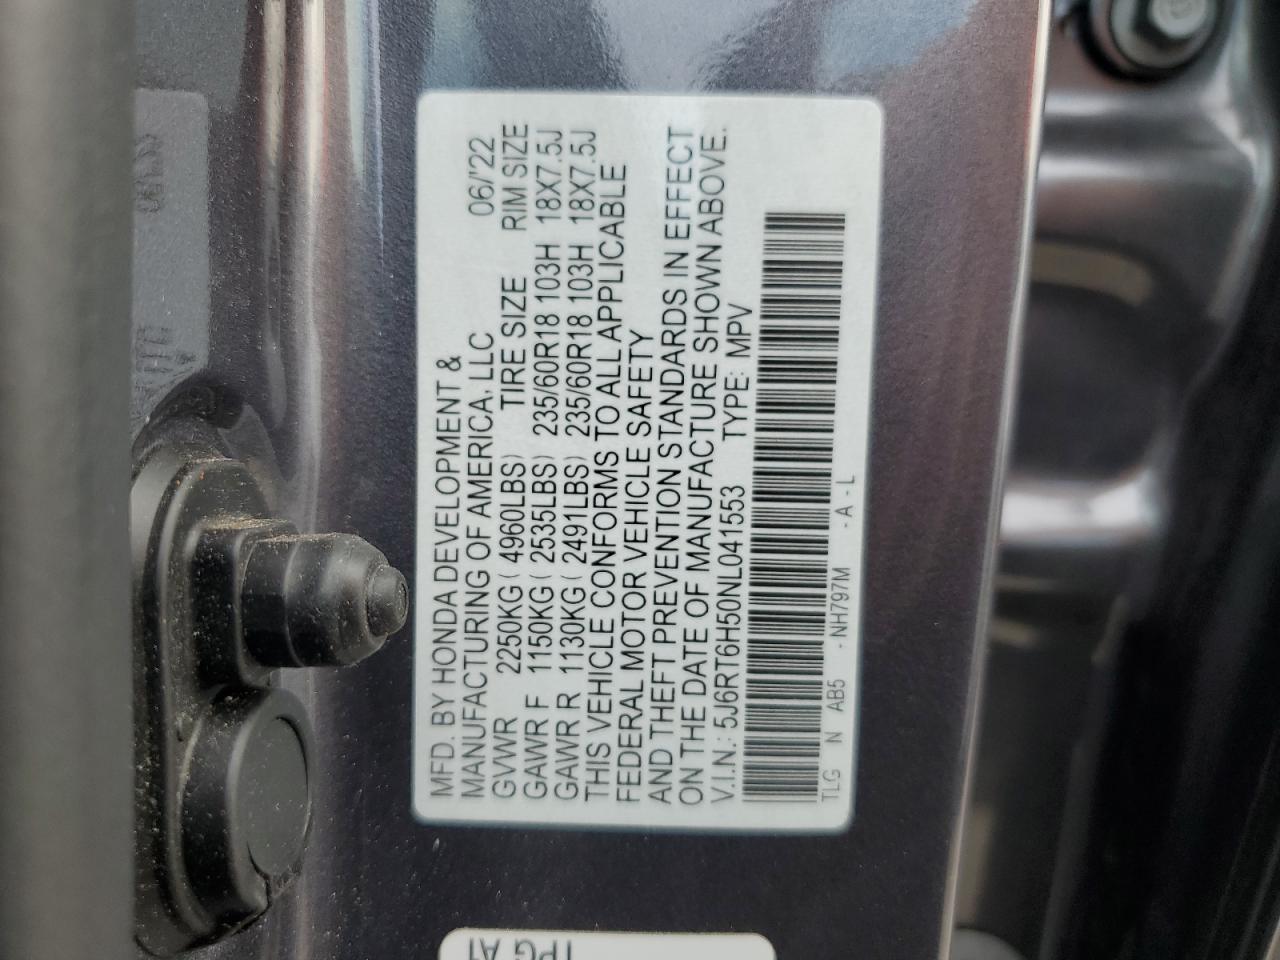 MFD. BY HONDA DEVELOPMENT &
MANUFACTURING OF AMERICA, LLC 06/'22
GVWR 2250KG ( 4960LBS) TIRE SIZE RIM SIZE
GAWR F 1150KG ( 2535LBS) 235/60R18 103H 18X7.5J
GAWR R 1130KG ( 2491LBS) 235/60R18 103H 18X7.5J
THIS VEHICLE CONFORMS TO ALL APPLICABLE
FEDERAL MOTOR VEHICLE SAFETY
AND THEFT PREVENTION STANDARDS IN EFFECT
ON THE DATE OF MANUFACTURE SHOWN ABOVE.
V.I.N.: 5J6RT6H50NL041553 TYPE: MPV
TLG N AB5 - NH797M - A - L